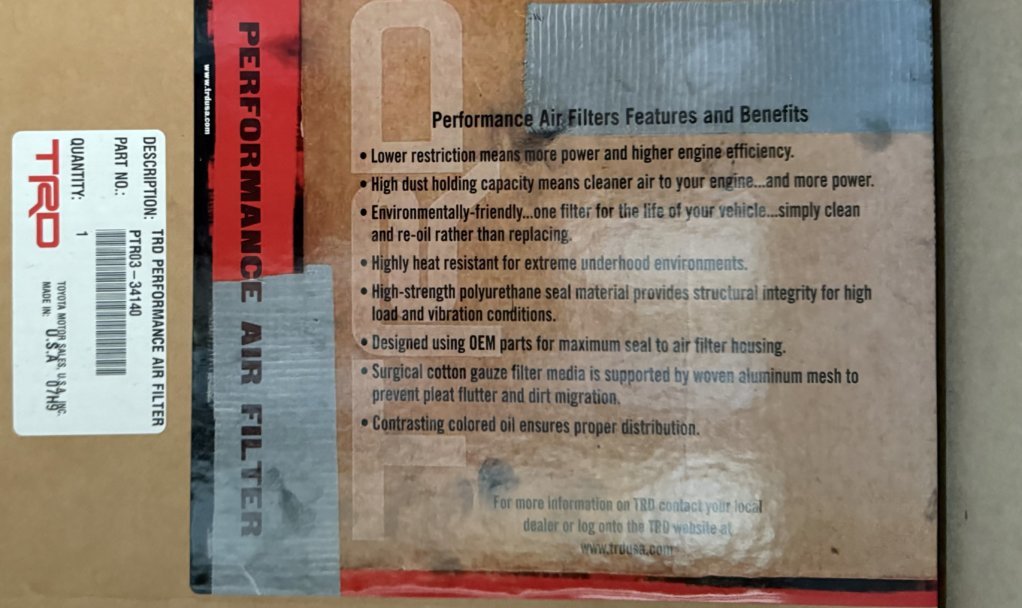 DESCRIPTION: TRD PERFORMANCE AIR FILTER
PART NO.: PTR03-34140
QUANTITY: 1
TRD
TOYOTA MOTOR SALES, U.S.A., INC.
MADE IN: U.S.A 07H9
www.trdusa.com
PERFORMANCE AIR FILTER
TRD
Performance Air Filters Features and Benefits
• Lower restriction means more power and higher engine efficiency.
• High dust holding capacity means cleaner air to your engine...and more power.
• Environmentally-friendly...one filter for the life of your vehicle...simply clean
and re-oil rather than replacing.
• Highly heat resistant for extreme underhood environments.
• High-strength polyurethane seal material provides structural integrity for high
load and vibration conditions.
• Designed using OEM parts for maximum seal to air filter housing.
• Surgical cotton gauze filter media is supported by woven aluminum mesh to
prevent pleat flutter and dirt migration.
• Contrasting colored oil ensures proper distribution.
For more information on TRD contact your local
dealer or log onto the TRD website at
www.trdusa.com